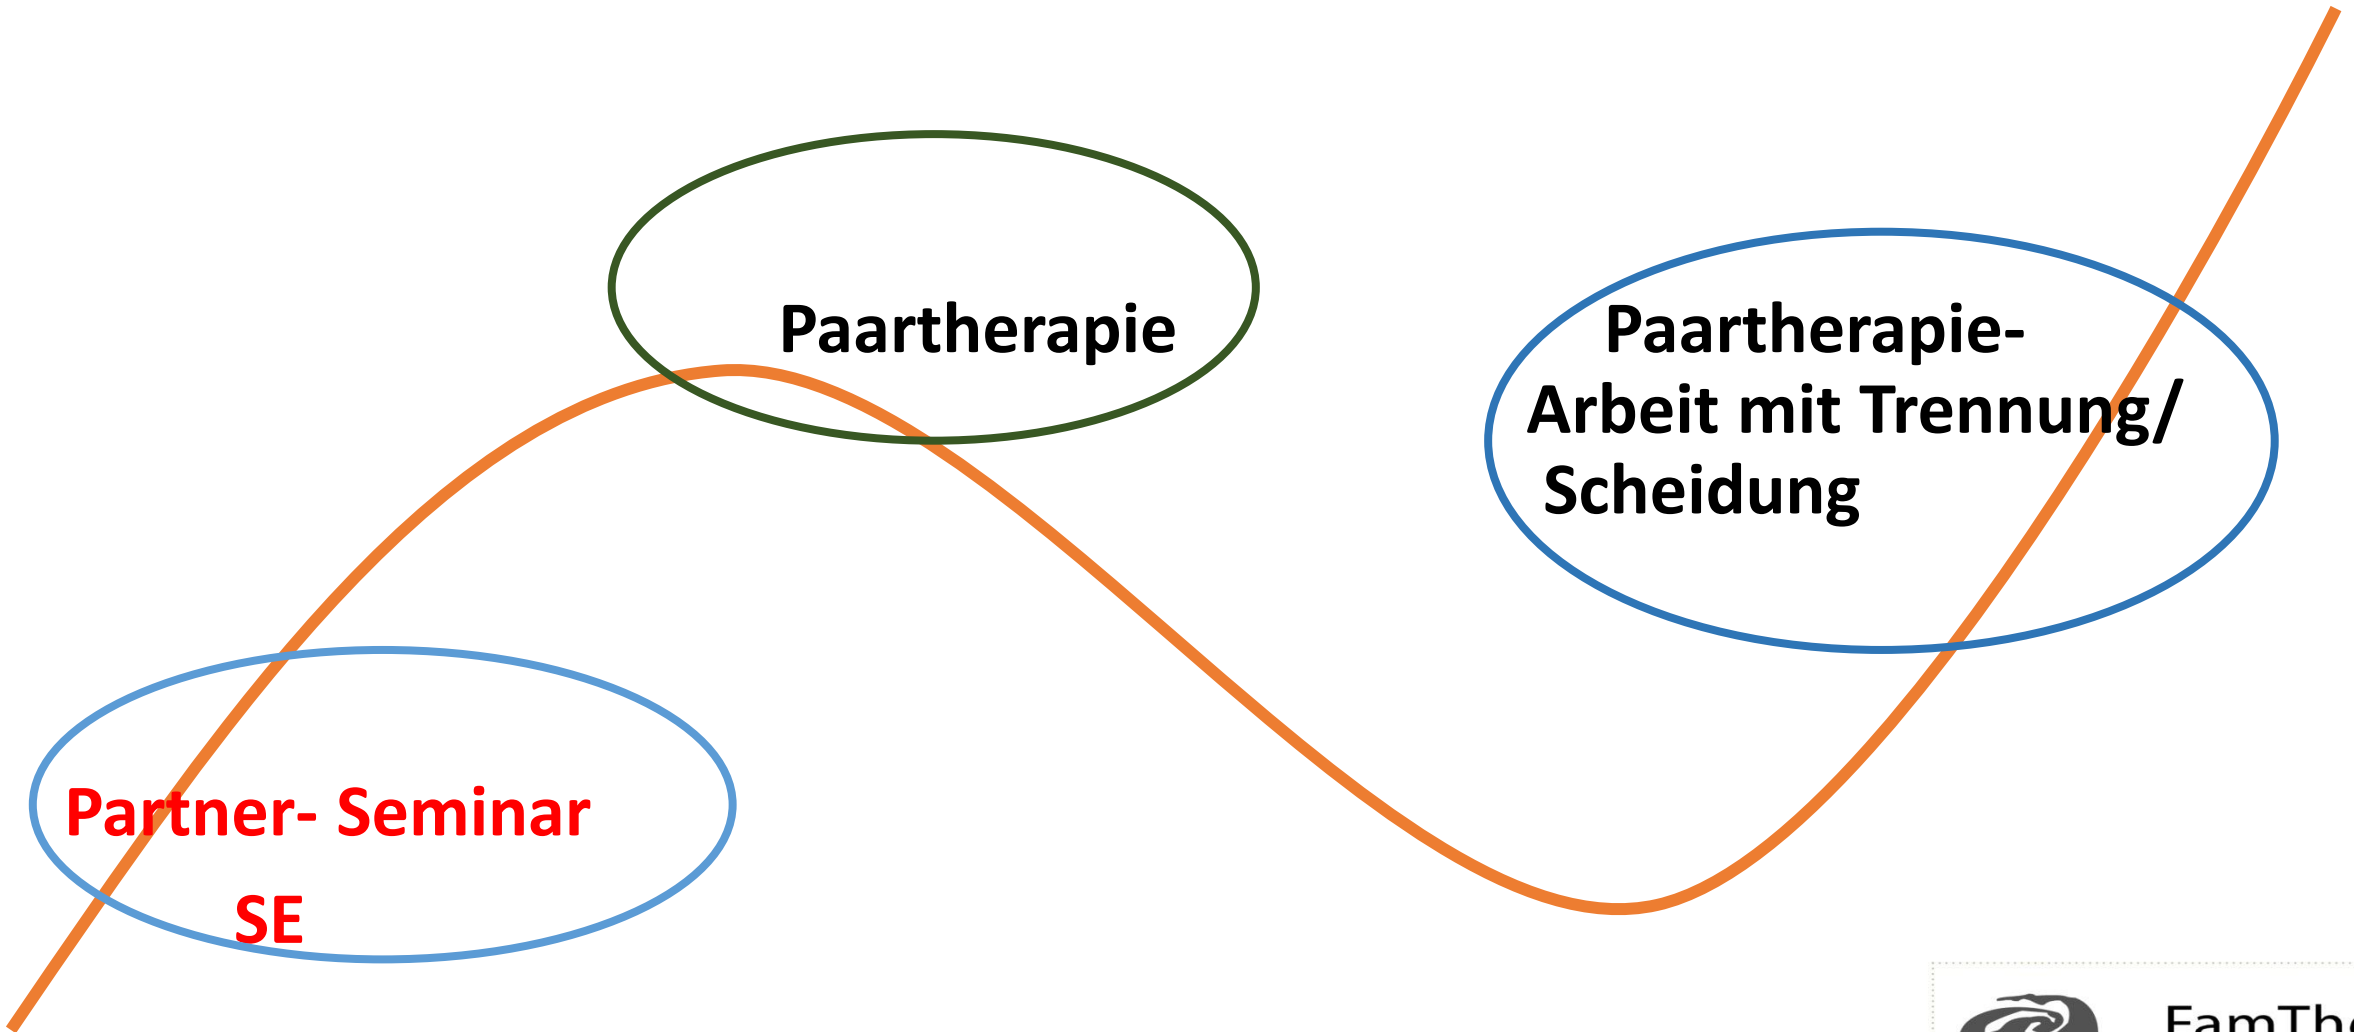 Paartherapie
Paartherapie-
Arbeit mit Trennung/
Scheidung
Partner- Seminar
SE